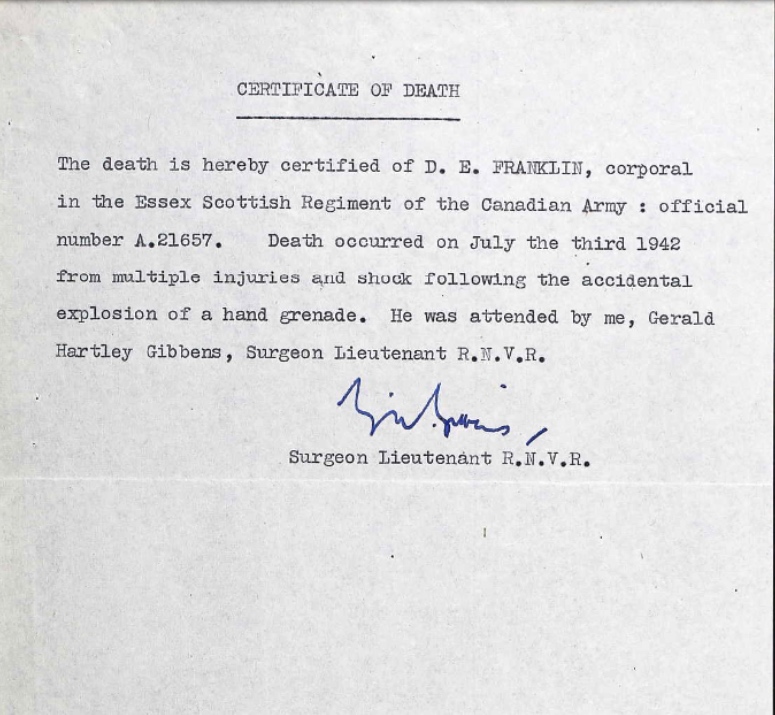 CERTIFICATE OF DEATH
The death is hereby certified of D. E. FRANKLIN, corporal
in the Essex Scottish Regiment of the Canadian Army : official
number A.21657. Death occurred on July the third 1942
from multiple injuries and shock following the accidental
explosion of a hand grenade. He was attended by me, Gerald
Hartley Gibbens, Surgeon Lieutenant R.N.V.R.
Surgeon Lieutenant R.N.V.R.